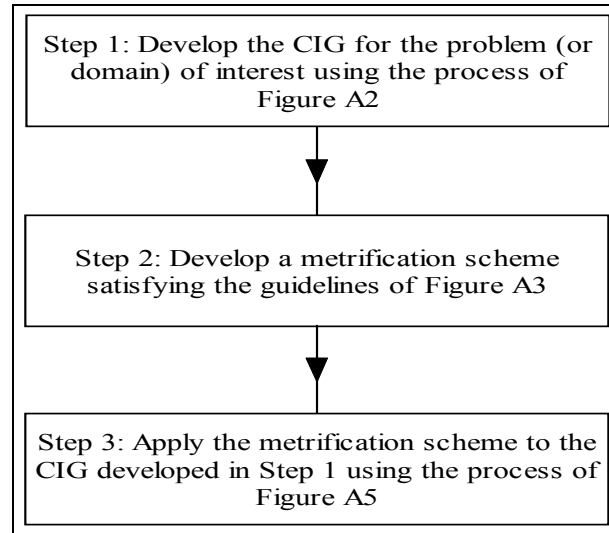 Step 1: Develop the CIG for the problem (or
domain) of interest using the process of
Figure A2
Step 2: Develop a metrification scheme
satisfying the guidelines of Figure A3
Step 3: Apply the metrification scheme to the
CIG developed in Step 1 using the process of
Figure A5